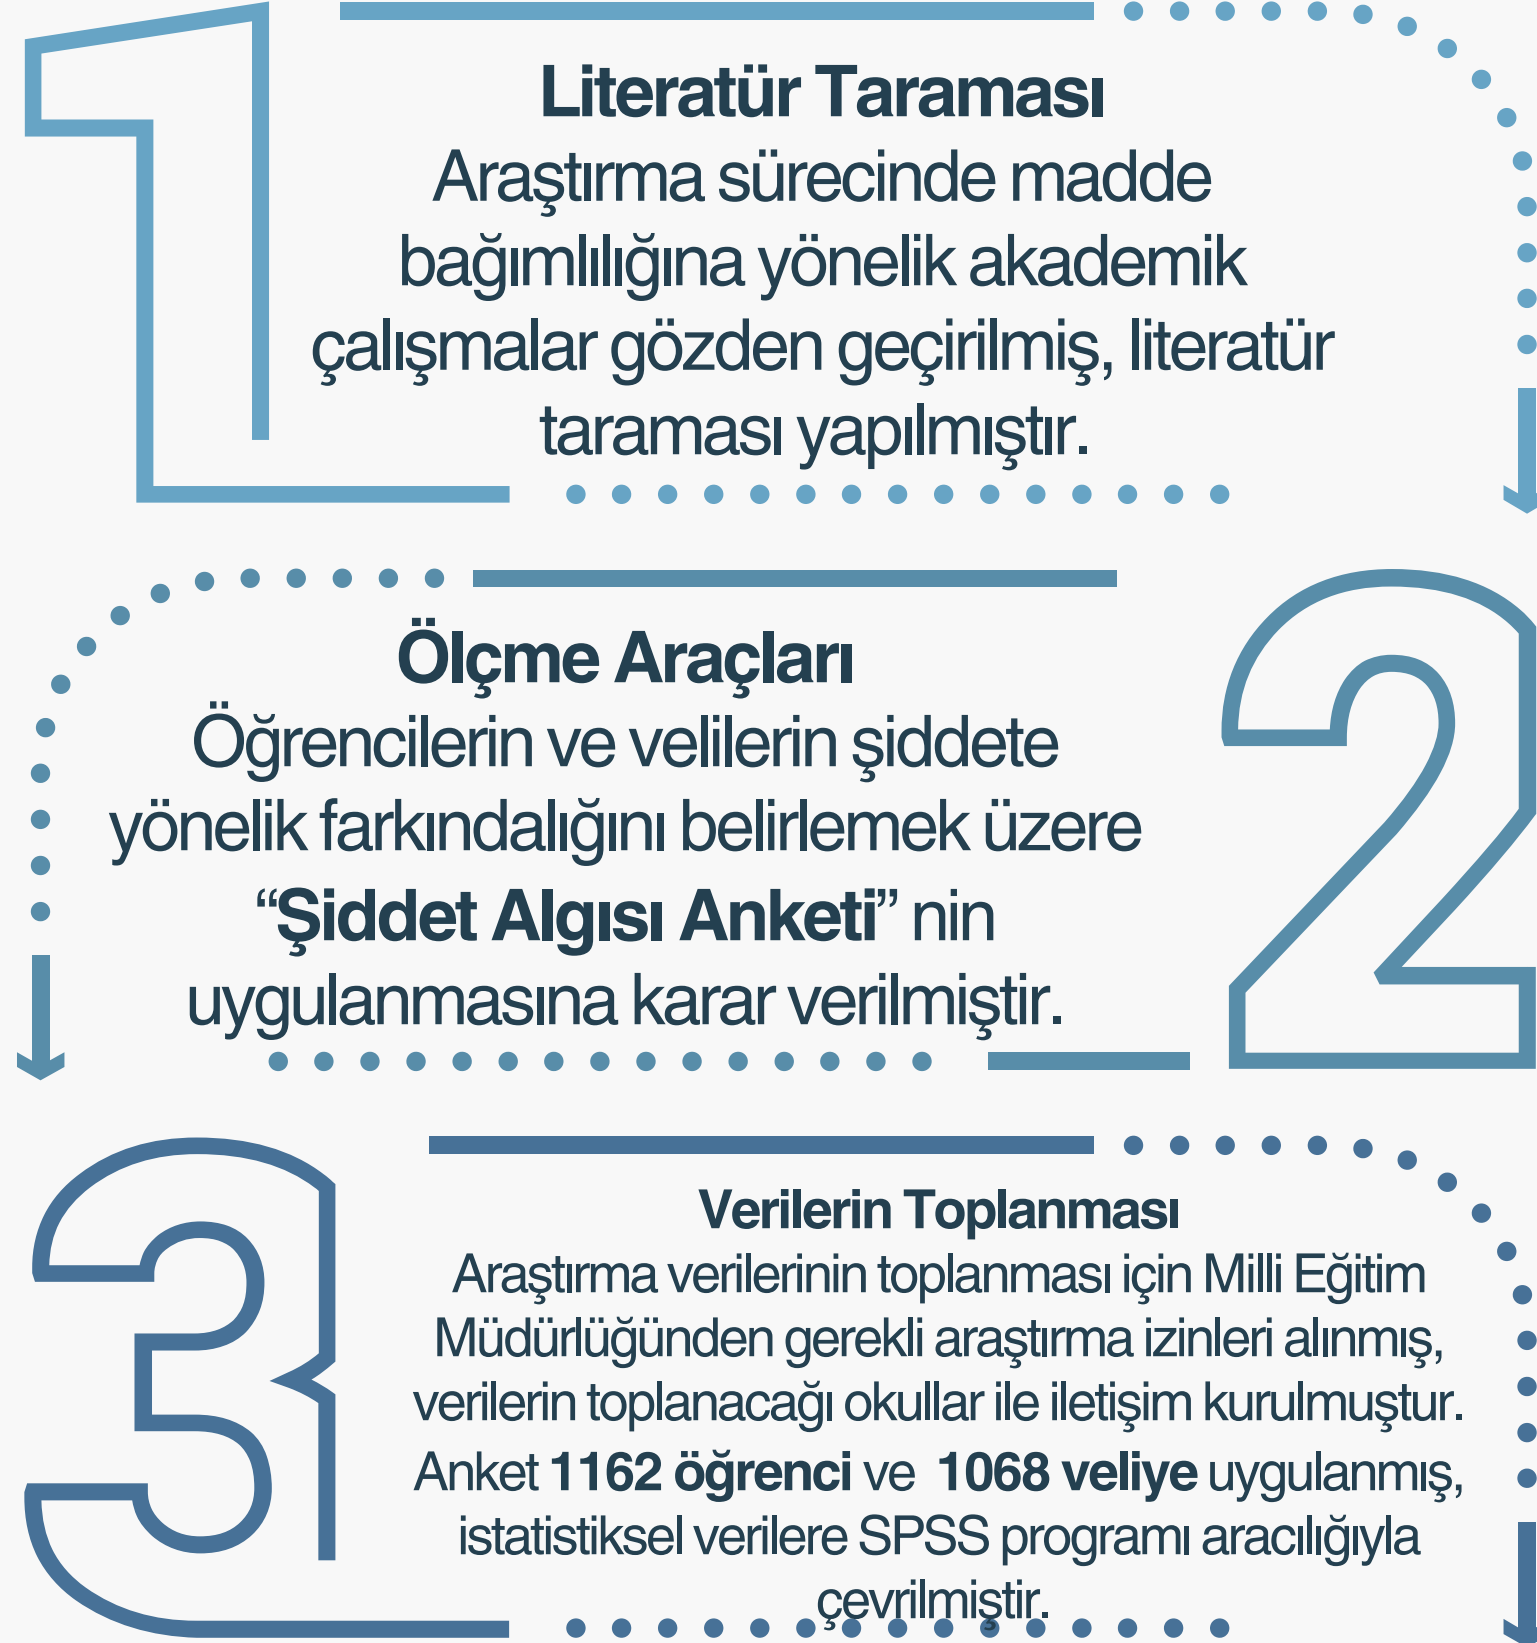 1
Literatür Taraması
Araştırma sürecinde madde
bağımlılığına yönelik akademik
çalışmalar gözden geçirilmiş, literatür
taraması yapılmıştır.
2
Ölçme Araçları
Öğrencilerin ve velilerin şiddete
yönelik farkındalığını belirlemek üzere
“Şiddet Algısı Anketi” nin
uygulanmasına karar verilmiştir.
3
Verilerin Toplanması
Araştırma verilerinin toplanması için Milli Eğitim
Müdürlüğünden gerekli araştırma izinleri alınmış,
verilerin toplanacağı okullar ile iletişim kurulmuştur.
Anket 1162 öğrenci ve 1068 veliye uygulanmış,
istatistiksel verilere SPSS programı aracılığıyla
çevrilmiştir.